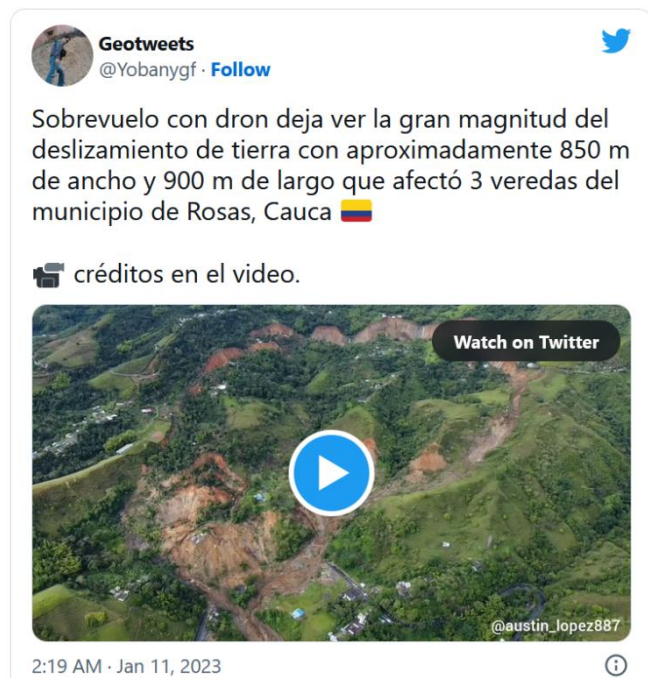 Geotweets
@Yobanygf · Follow
Sobrevuelo con dron deja ver la gran magnitud del
deslizamiento de tierra con aproximadamente 850 m
de ancho y 900 m de largo que afectó 3 veredas del
municipio de Rosas, Cauca 🇨🇴
📹 créditos en el video.
Watch on Twitter
@austin_lopez887
2:19 AM · Jan 11, 2023